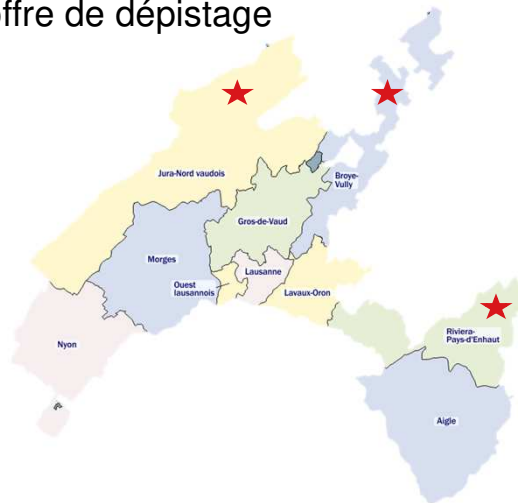 offre de dépistage
Jura-Nord vaudois
Broye-
Vully
Gros-de-Vaud
Morges
Lausanne
Ouest
lausannois
Lavaux-Oron
Nyon
Riviera-
Pays-d'Enhaut
Aigle